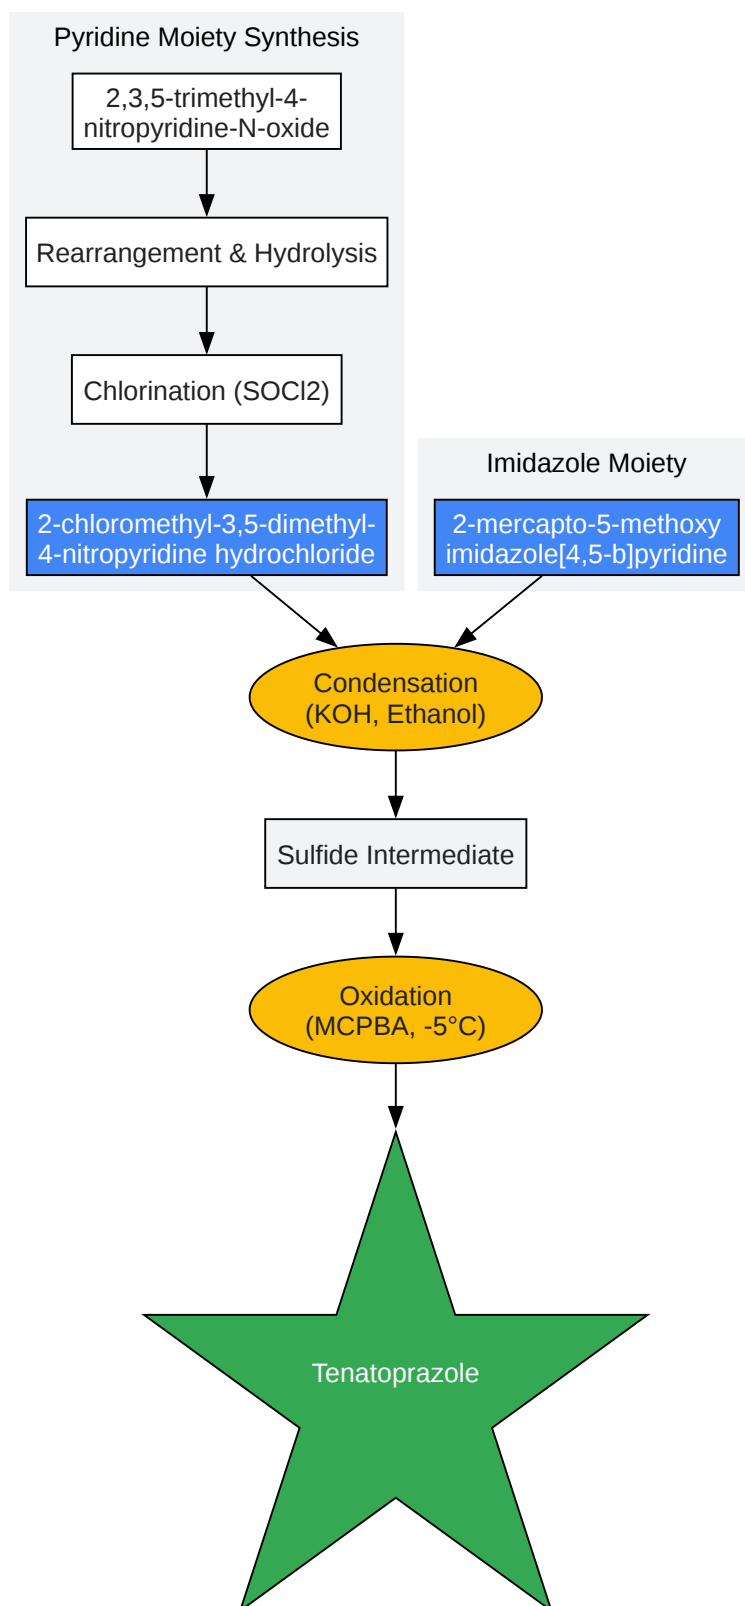 Pyridine Moiety Synthesis
2,3,5-trimethyl-4-
nitropyridine-N-oxide
Rearrangement & Hydrolysis
Chlorination (SOCl2)
2-chloromethyl-3,5-dimethyl-
4-nitropyridine hydrochloride
Imidazole Moiety
2-mercapto-5-methoxy
imidazole[4,5-b]pyridine
Condensation
(KOH, Ethanol)
Sulfide Intermediate
Oxidation
(MCPBA, -5°C)
Tenatoprazole